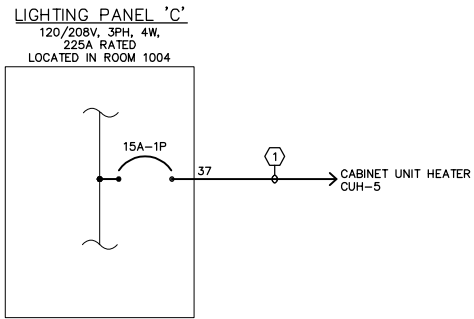 LIGHTING PANEL 'C'
120/208V, 3PH, 4W,
225A RATED
LOCATED IN ROOM 1004
15A-1P
37
1
CABINET UNIT HEATER
CUH-5